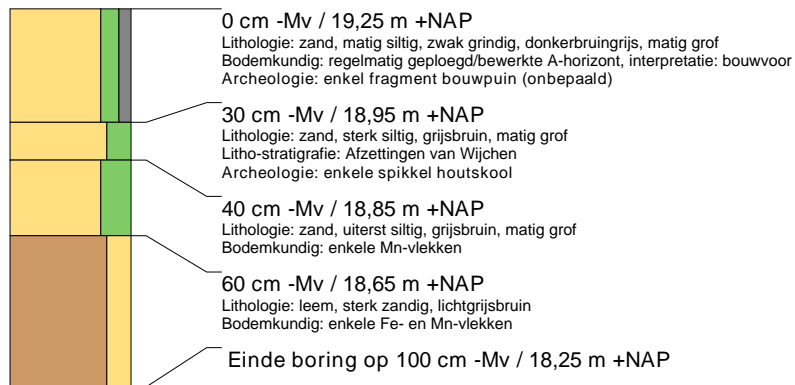 0 cm -Mv / 19,25 m +NAP
Lithologie: zand, matig siltig, zwak grindig, donkerbruingrijs, matig grof
Bodemkundig: regelmatig geploegd/bewerkte A-horizont, interpretatie: bouwvoor
Archeologie: enkel fragment bouwpuin (onbepaald)
30 cm -Mv / 18,95 m +NAP
Lithologie: zand, sterk siltig, grijsbruin, matig grof
Litho-stratigrafie: Afzettingen van Wijchen
Archeologie: enkele spikkel houtskool
40 cm -Mv / 18,85 m +NAP
Lithologie: zand, uiterst siltig, grijsbruin, matig grof
Bodemkundig: enkele Mn-vlekken
60 cm -Mv / 18,65 m +NAP
Lithologie: leem, sterk zandig, lichtgrijsbruin
Bodemkundig: enkele Fe- en Mn-vlekken
Einde boring op 100 cm -Mv / 18,25 m +NAP